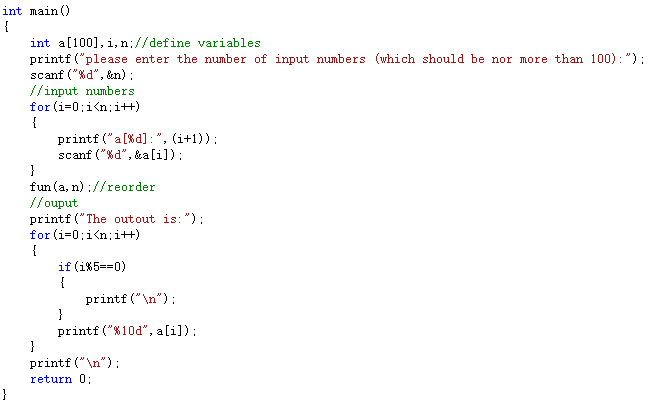 int main()
{
int a[100],i,n;//define variables
printf("please enter the number of input numbers (which should be nor more than 100):");
scanf("%d",&n);
//input numbers
for(i=0;i<n;i++)
{
printf("a[%d]:",(i+1));
scanf("%d",&a[i]);
}
fun(a,n);//reorder
//ouput
printf("The outout is:");
for(i=0;i<n;i++)
{
if(i%5==0)
{
printf("\n");
}
printf("%10d",a[i]);
}
printf("\n");
return 0;
}